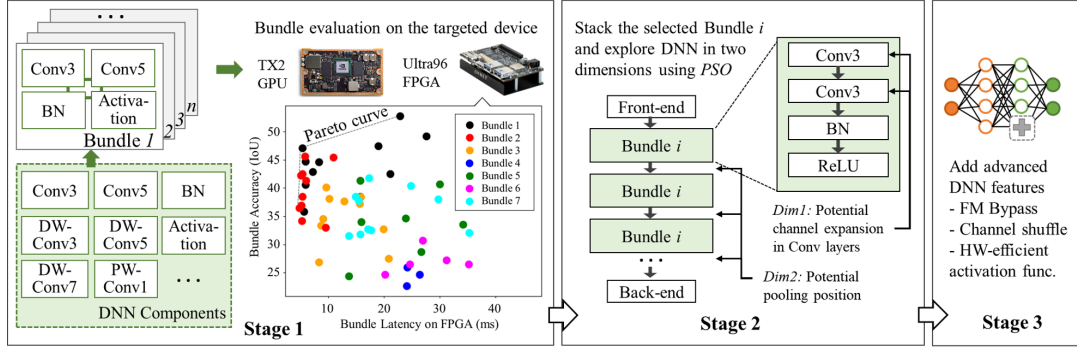 • • •
Conv3 Conv5
BN Activa-
tion
Bundle 1 2 3 n
Conv3 Conv5 BN
DW-
Conv3
DW-
Conv5
Activa-
tion
DW-
Conv7
PW-
Conv1
• • •
DNN Components
Bundle evaluation on the targeted device
TX2
GPU
Ultra96
FPGA
Pareto curve
Bundle 1
Bundle 2
Bundle 3
Bundle 4
Bundle 5
Bundle 6
Bundle 7
Bundle Accuracy (IoU)
50
45
40
35
30
25
0 10 20 30 40
Bundle Latency on FPGA (ms)
Stage 1
Stack the selected Bundle i
and explore DNN in two
dimensions using PSO
Front-end
Bundle i
Bundle i
Bundle i
• • •
Back-end
Conv3
Conv3
BN
ReLU
Dim1: Potential
channel expansion
in Conv layers
Dim2: Potential
pooling position
Stage 2
Add advanced
DNN features
- FM Bypass
- Channel shuffle
- HW-efficient
activation func.
Stage 3